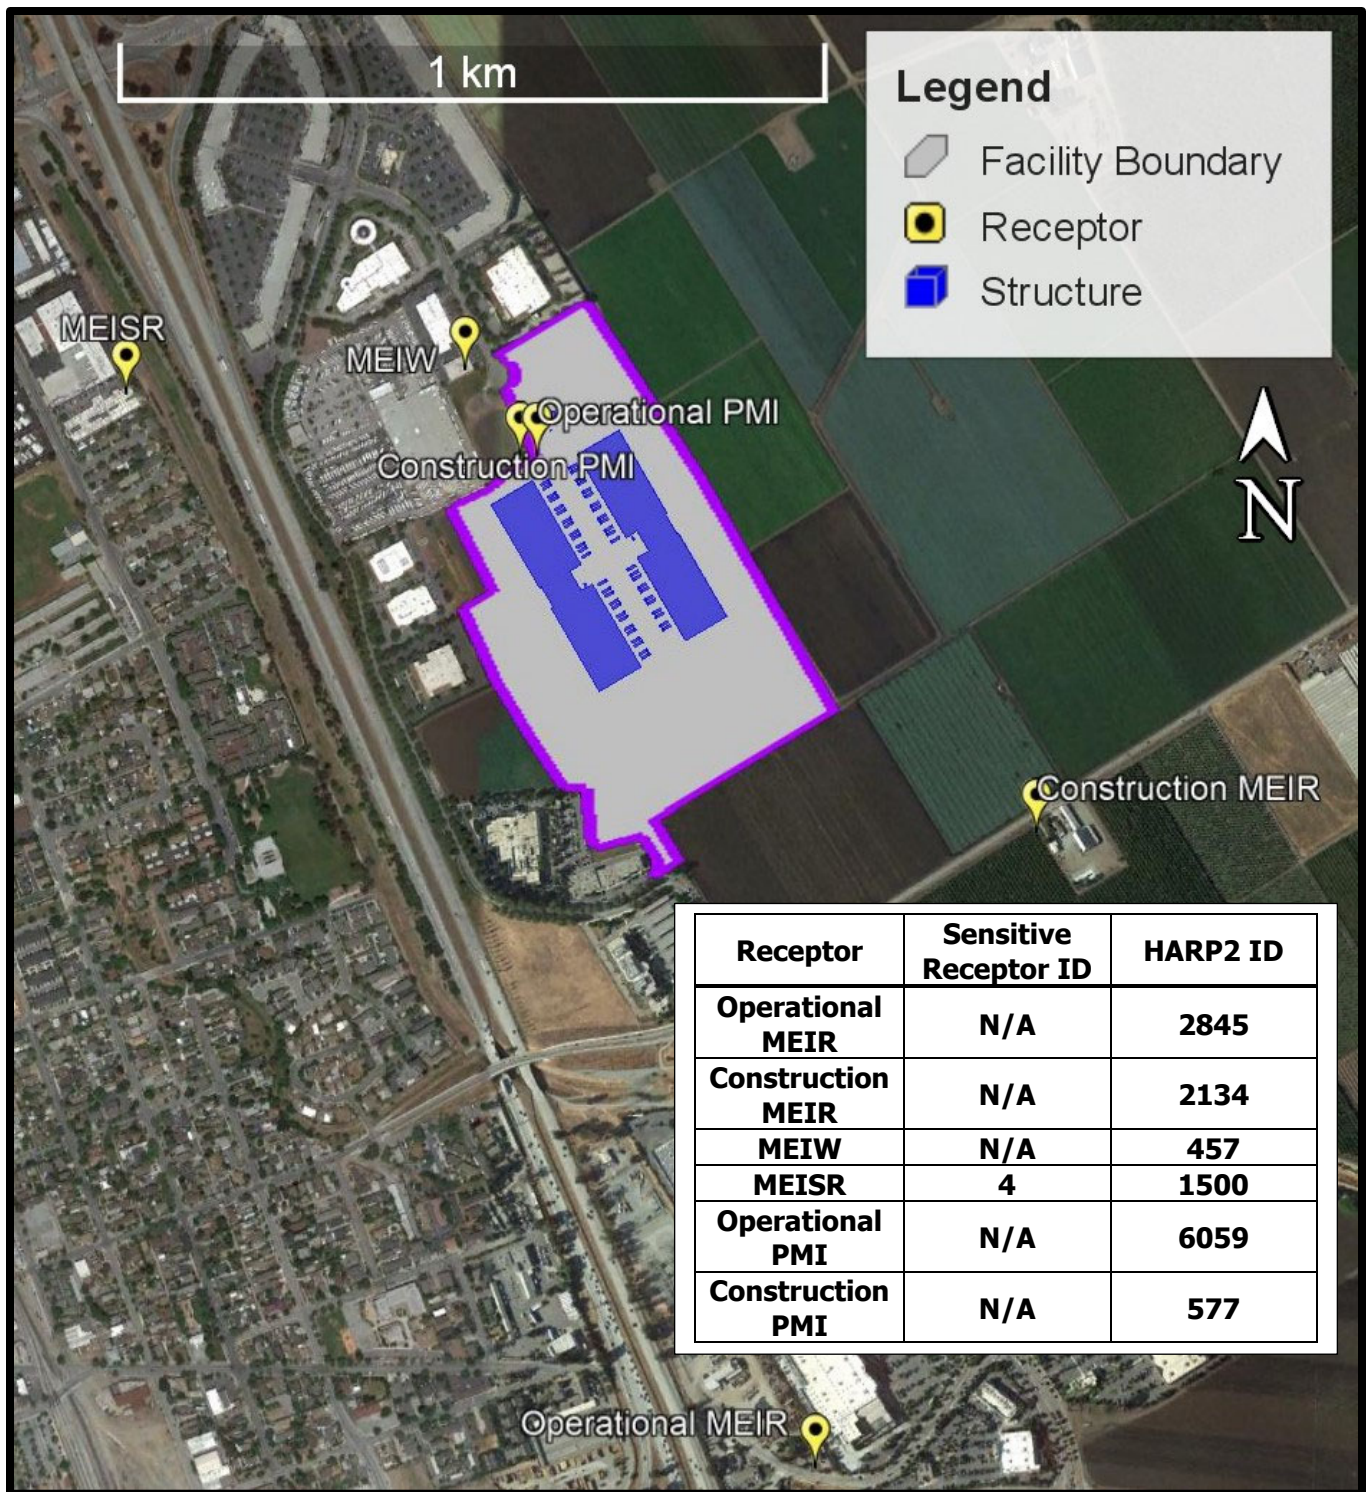 1 km
Legend
Facility Boundary
Receptor
Structure
MEISR
MEIW
Operational PMI
Construction PMI
N
Construction MEIR
Receptor
Sensitive
Receptor ID
HARP2 ID
Operational
MEIR
N/A
2845
Construction
MEIR
N/A
2134
MEIW
N/A
457
MEISR
4
1500
Operational
PMI
N/A
6059
Construction
PMI
N/A
577
Operational MEIR